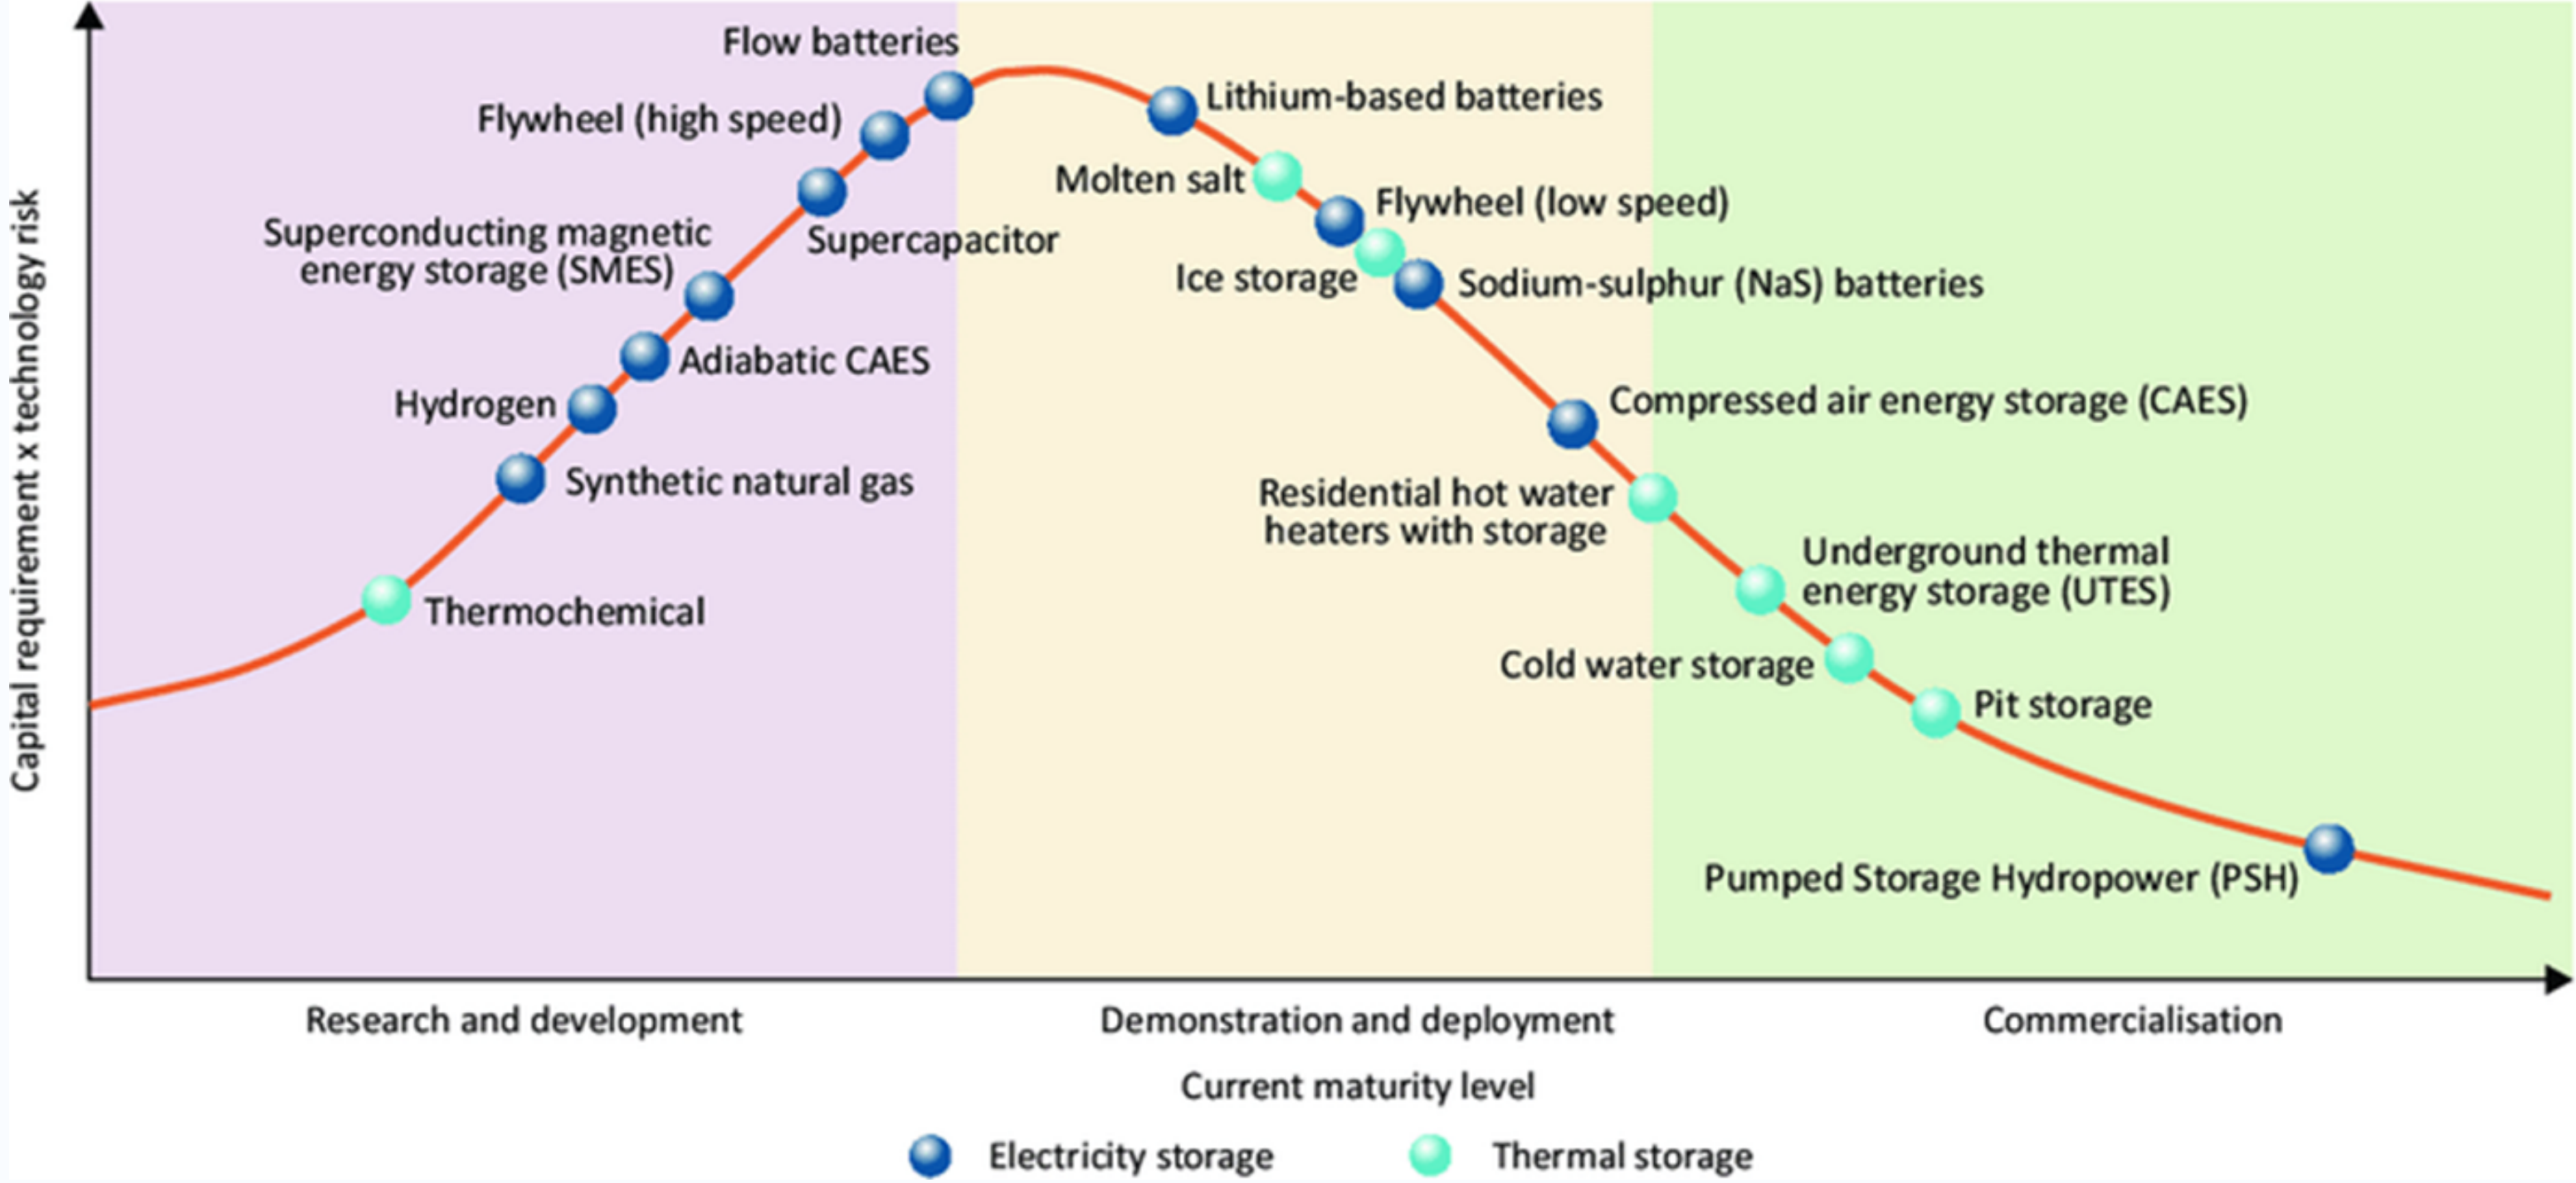 Capital requirement x technology risk
Flow batteries
Flywheel (high speed)
Superconducting magnetic
energy storage (SMES)
Supercapacitor
Adiabatic CAES
Hydrogen
Synthetic natural gas
Thermochemical
Lithium-based batteries
Molten salt
Flywheel (low speed)
Ice storage
Sodium-sulphur (NaS) batteries
Compressed air energy storage (CAES)
Residential hot water
heaters with storage
Underground thermal
energy storage (UTES)
Cold water storage
Pit storage
Pumped Storage Hydropower (PSH)
Research and development
Demonstration and deployment
Commercialisation
Current maturity level
Electricity storage
Thermal storage